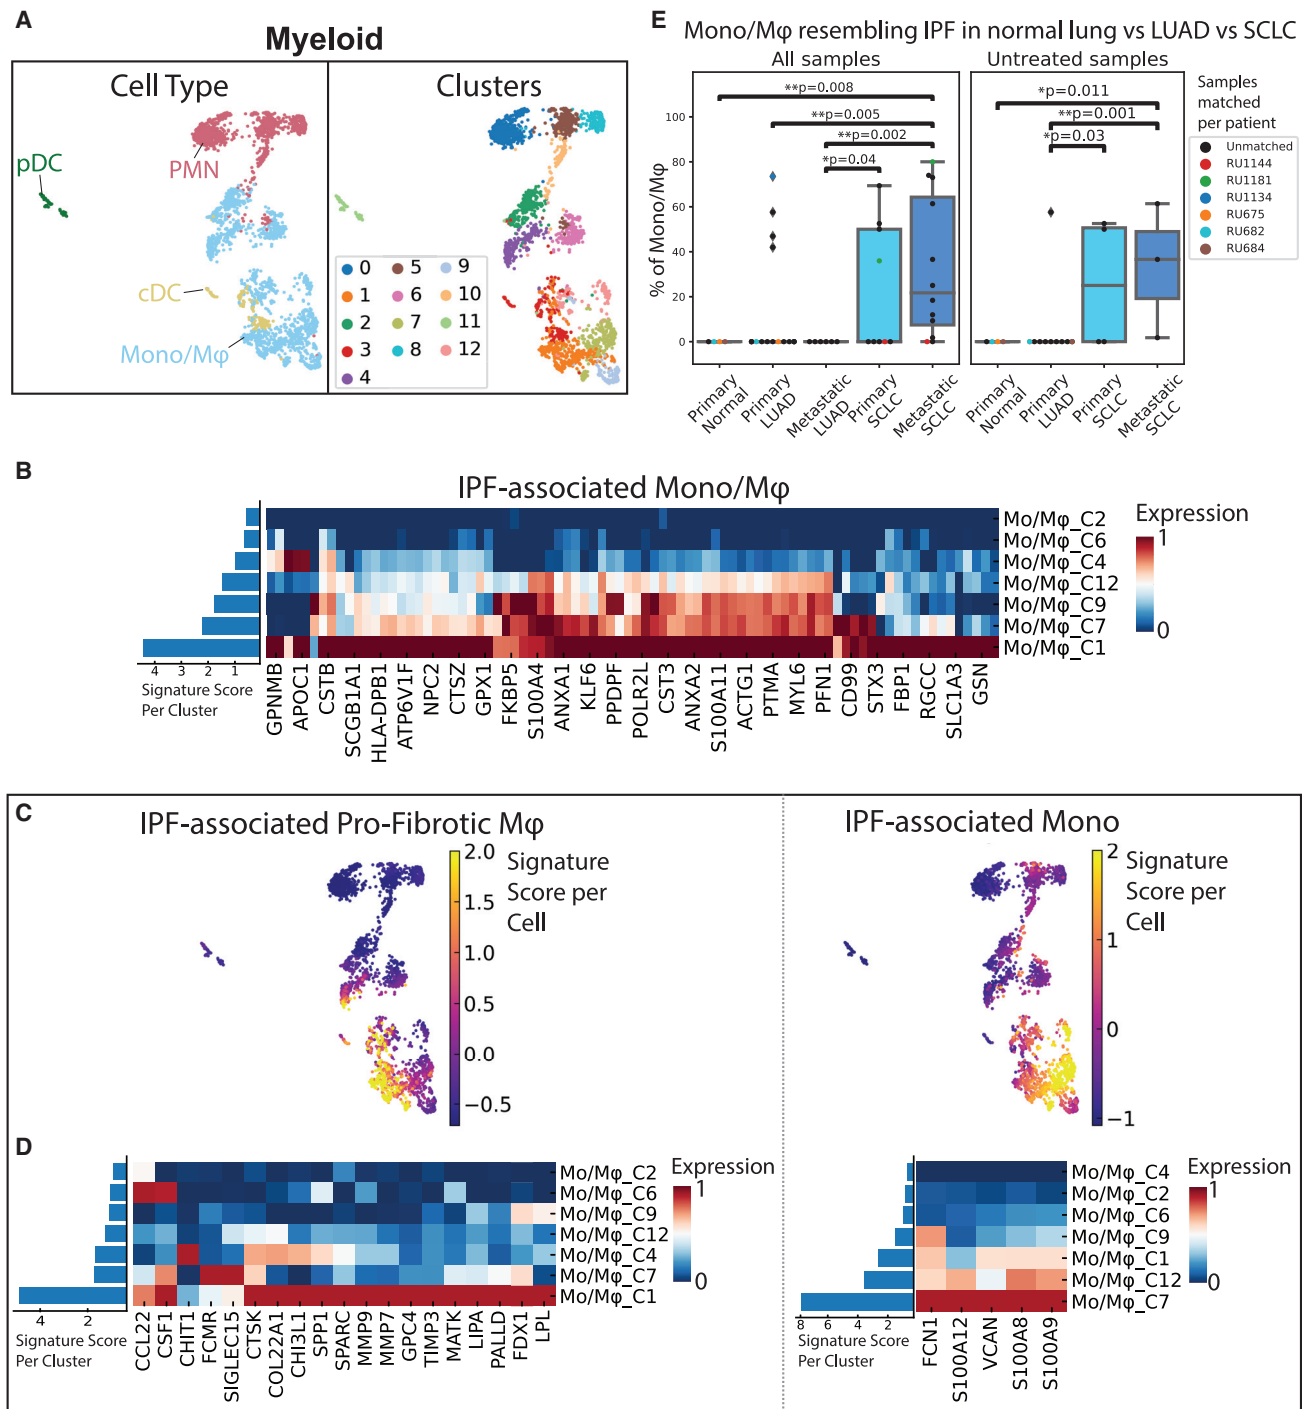 A
Myeloid
Cell Type
Clusters
pDC
PMN
cDC
Mono/Mφ
0
5
9
1
6
10
2
7
11
3
8
12
4
E
Mono/Mφ resembling IPF in normal lung vs LUAD vs SCLC
All samples
Untreated samples
**p=0.008
**p=0.005
**p=0.002
*p=0.04
*p=0.011
**p=0.001
*p=0.03
% of Mono/Mφ
100
80
60
40
20
0
Primary Normal
Primary LUAD
Metastatic LUAD
Primary SCLC
Metastatic SCLC
Primary Normal
Primary LUAD
Primary SCLC
Metastatic SCLC
Samples
matched
per patient
Unmatched
RU1144
RU1181
RU1134
RU675
RU682
RU684
B
IPF-associated Mono/Mφ
Mo/Mφ_C2
Mo/Mφ_C6
Mo/Mφ_C4
Mo/Mφ_C12
Mo/Mφ_C9
Mo/Mφ_C7
Mo/Mφ_C1
Expression
1
0
4 3 2 1
Signature Score
Per Cluster
GPNMB
APOC1
CSTB
SCGB1A1
HLA-DPB1
ATP6V1F
NPC2
CTSZ
GPX1
FKBP5
S100A4
ANXA1
KLF6
PPDPF
POLR2L
CST3
ANXA2
S100A11
ACTG1
PTMA
MYL6
PFN1
CD99
STX3
FBP1
RGCC
SLC1A3
GSN
C
IPF-associated Pro-Fibrotic Mφ
2.0
1.5
1.0
0.5
0.0
−0.5
Signature
Score per
Cell
IPF-associated Mono
2
1
0
−1
Signature
Score per
Cell
D
Mo/Mφ_C2
Mo/Mφ_C6
Mo/Mφ_C9
Mo/Mφ_C12
Mo/Mφ_C4
Mo/Mφ_C7
Mo/Mφ_C1
Expression
1
0
4 2
Signature Score
Per Cluster
CCL22
CSF1
CHIT1
FCMR
SIGLEC15
CTSK
COL22A1
CHI3L1
SPP1
SPARC
MMP9
MMP7
GPC4
TIMP3
MATK
LIPA
PALLD
FDX1
LPL
Mo/Mφ_C4
Mo/Mφ_C2
Mo/Mφ_C6
Mo/Mφ_C9
Mo/Mφ_C1
Mo/Mφ_C12
Mo/Mφ_C7
Expression
1
0
8 6 4 2
Signature Score
Per Cluster
FCN1
S100A12
VCAN
S100A8
S100A9